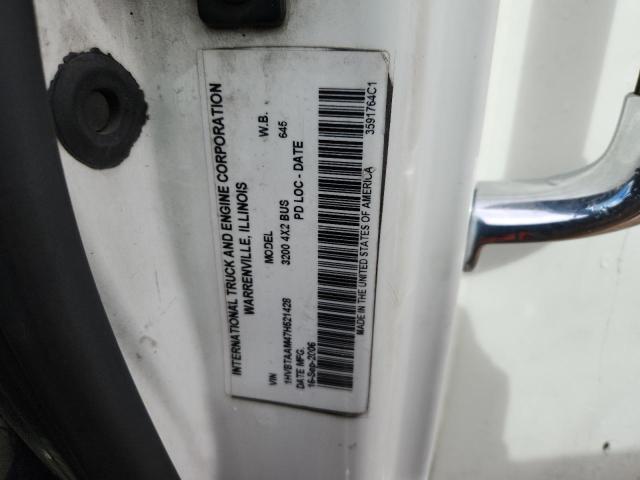 INTERNATIONAL TRUCK AND ENGINE CORPORATION
WARRENVILLE, ILLINOIS
VIN MODEL W.B.
1HVBTAAM47H521428 3200 4X2 BUS 645
DATE MFG. PD LOC - DATE
16-Sep-2006
MADE IN THE UNITED STATES OF AMERICA 3591764C1